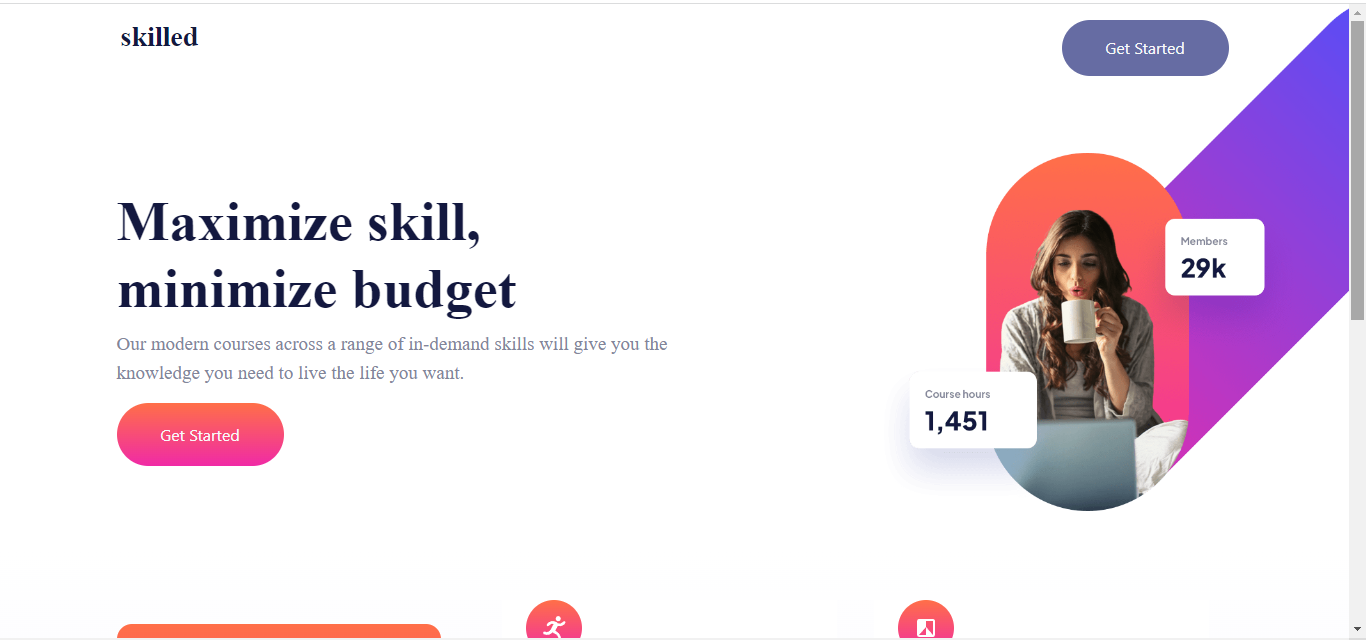 skilled
Get Started
Maximize skill,
minimize budget
Our modern courses across a range of in-demand skills will give you the
knowledge you need to live the life you want.
Get Started
Members
29k
Course hours
1,451